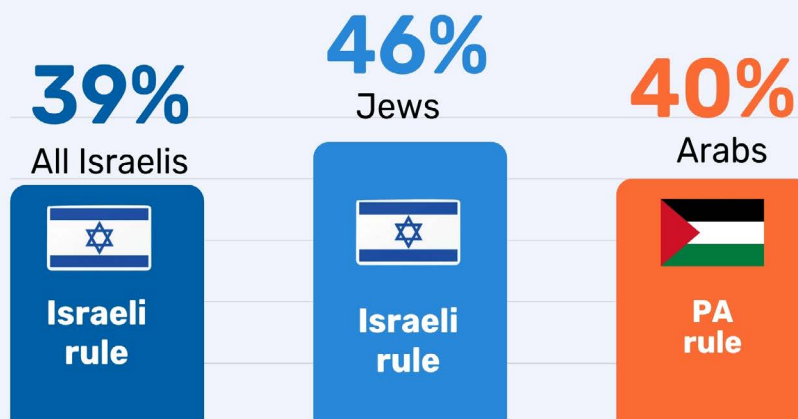 39%
All Israelis
Israeli
rule
46%
Jews
Israeli
rule
40%
Arabs
PA
rule